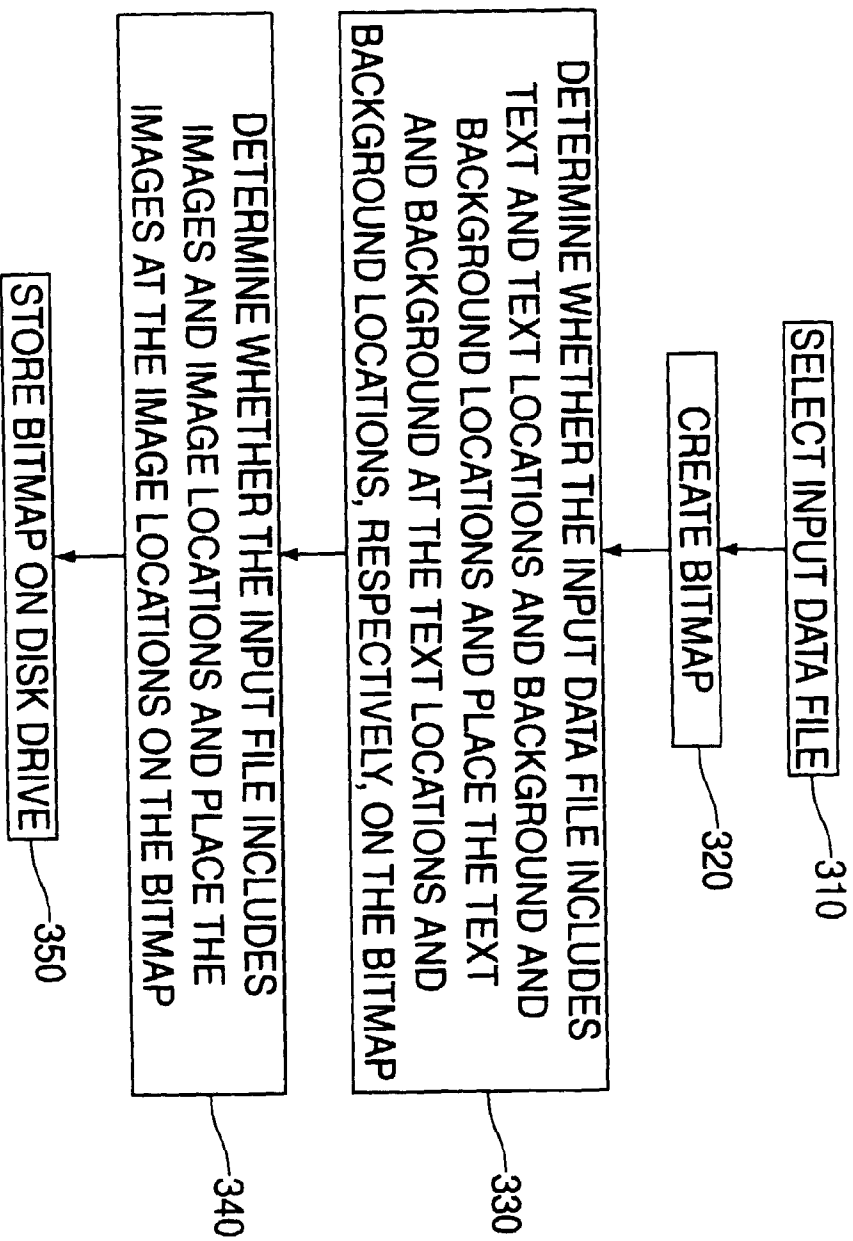 SELECT INPUT DATA FILE
310
CREATE BITMAP
320
DETERMINE WHETHER THE INPUT DATA FILE INCLUDES
TEXT AND TEXT LOCATIONS AND BACKGROUND AND
BACKGROUND LOCATIONS AND PLACE THE TEXT
AND BACKGROUND AT THE TEXT LOCATIONS AND
BACKGROUND LOCATIONS, RESPECTIVELY, ON THE BITMAP
330
DETERMINE WHETHER THE INPUT FILE INCLUDES
IMAGES AND IMAGE LOCATIONS AND PLACE THE
IMAGES AT THE IMAGE LOCATIONS ON THE BITMAP
340
STORE BITMAP ON DISK DRIVE
350